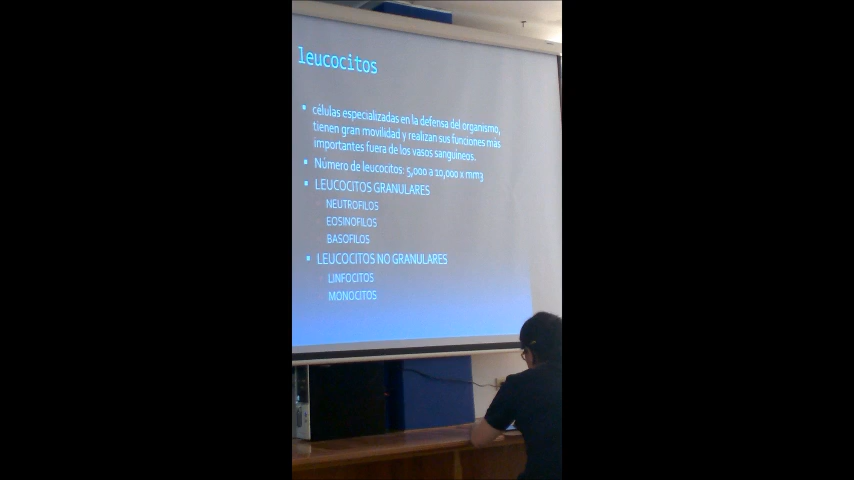 leucocitos
células especializadas en la defensa del organismo,
tienen gran movilidad y realizan sus funciones más
importantes fuera de los vasos sanguíneos.
Número de leucocitos: 5,000 a 10,000 x mm3
LEUCOCITOS GRANULARES
NEUTROFILOS
EOSINOFILOS
BASOFILOS
LEUCOCITOS NO GRANULARES
LINFOCITOS
MONOCITOS